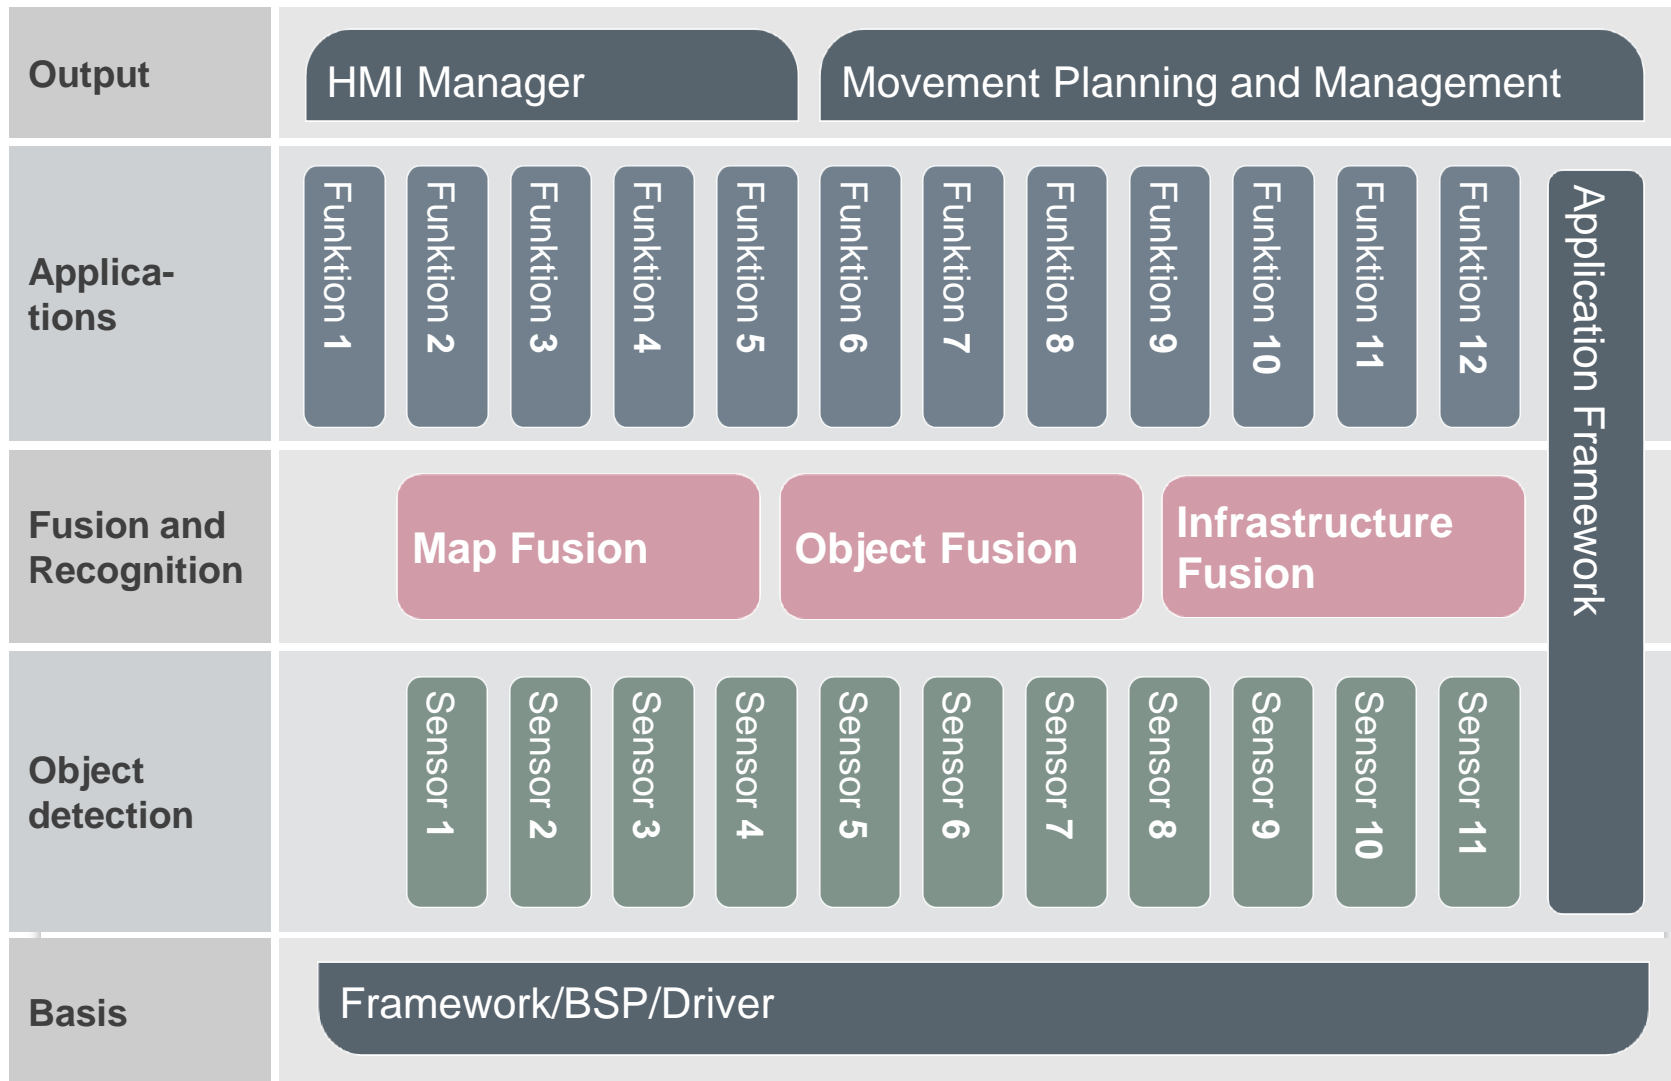 Output
HMI Manager
Movement Planning and Management
Applica-
tions
Funktion 1
Funktion 2
Funktion 3
Funktion 4
Funktion 5
Funktion 6
Funktion 7
Funktion 8
Funktion 9
Funktion 10
Funktion 11
Funktion 12
Application Framework
Fusion and
Recognition
Map Fusion
Object Fusion
Infrastructure
Fusion
Object
detection
Sensor 1
Sensor 2
Sensor 3
Sensor 4
Sensor 5
Sensor 6
Sensor 7
Sensor 8
Sensor 9
Sensor 10
Sensor 11
Basis
Framework/BSP/Driver